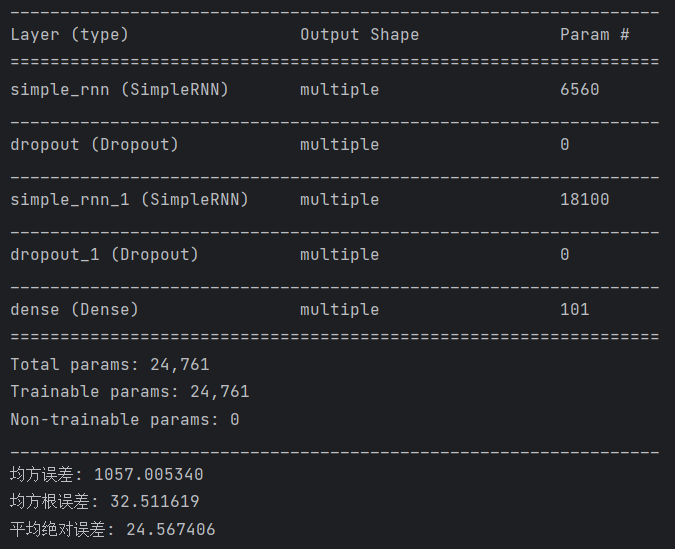 _________________________________________________________________
Layer (type)                 Output Shape              Param #
=================================================================
simple_rnn (SimpleRNN)       multiple                  6560
_________________________________________________________________
dropout (Dropout)            multiple                  0
_________________________________________________________________
simple_rnn_1 (SimpleRNN)     multiple                  18100
_________________________________________________________________
dropout_1 (Dropout)          multiple                  0
_________________________________________________________________
dense (Dense)                multiple                  101
=================================================================
Total params: 24,761
Trainable params: 24,761
Non-trainable params: 0
_________________________________________________________________
均方误差: 1057.005340
均方根误差: 32.511619
平均绝对误差: 24.567406